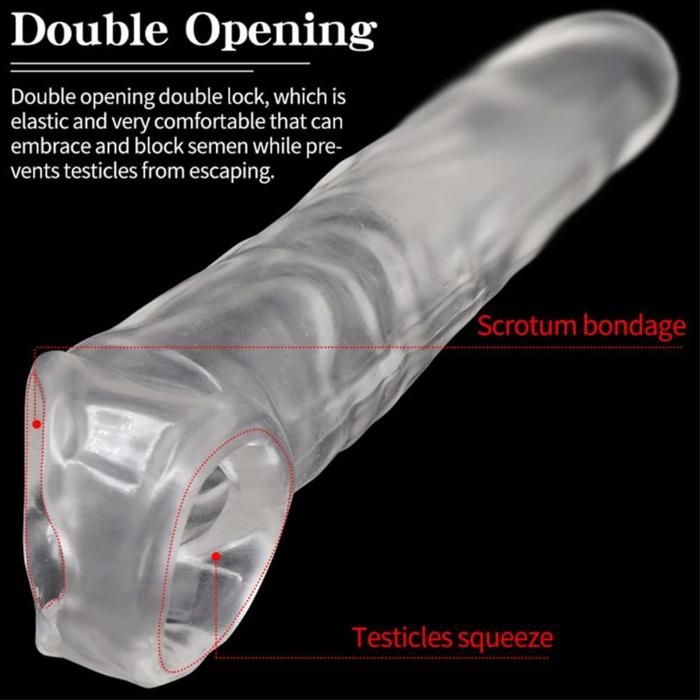 Double Opening
Double opening double lock, which is
elastic and very comfortable that can
embrace and block semen while pre-
vents testicles from escaping.
Scrotum bondage
Testicles squeeze